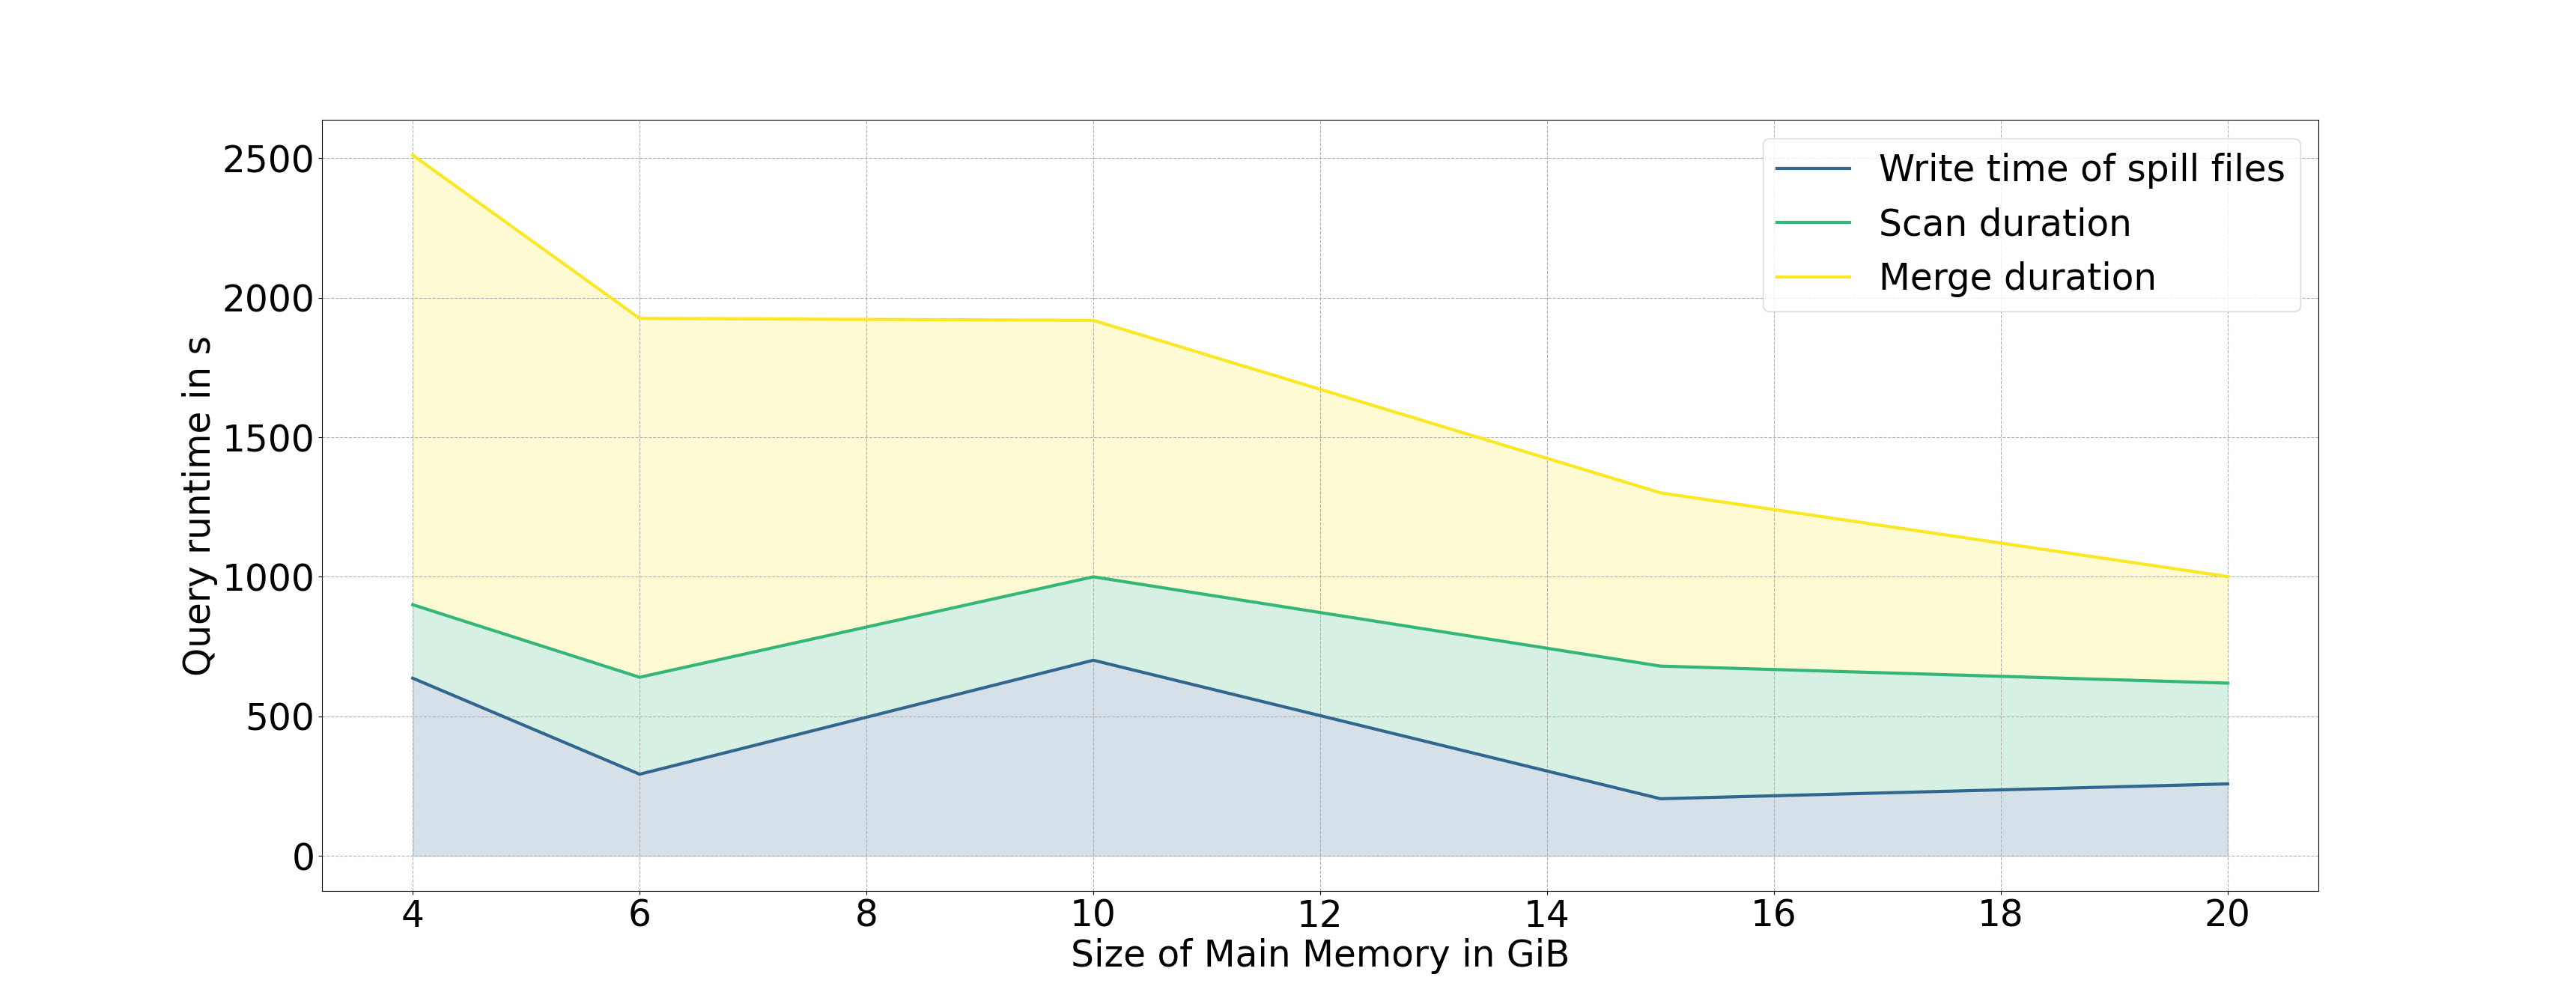 2500
2000
1500
1000
500
0
Query runtime in s
4 6 8 10 12 14 16 18 20
Size of Main Memory in GiB
Write time of spill files
Scan duration
Merge duration